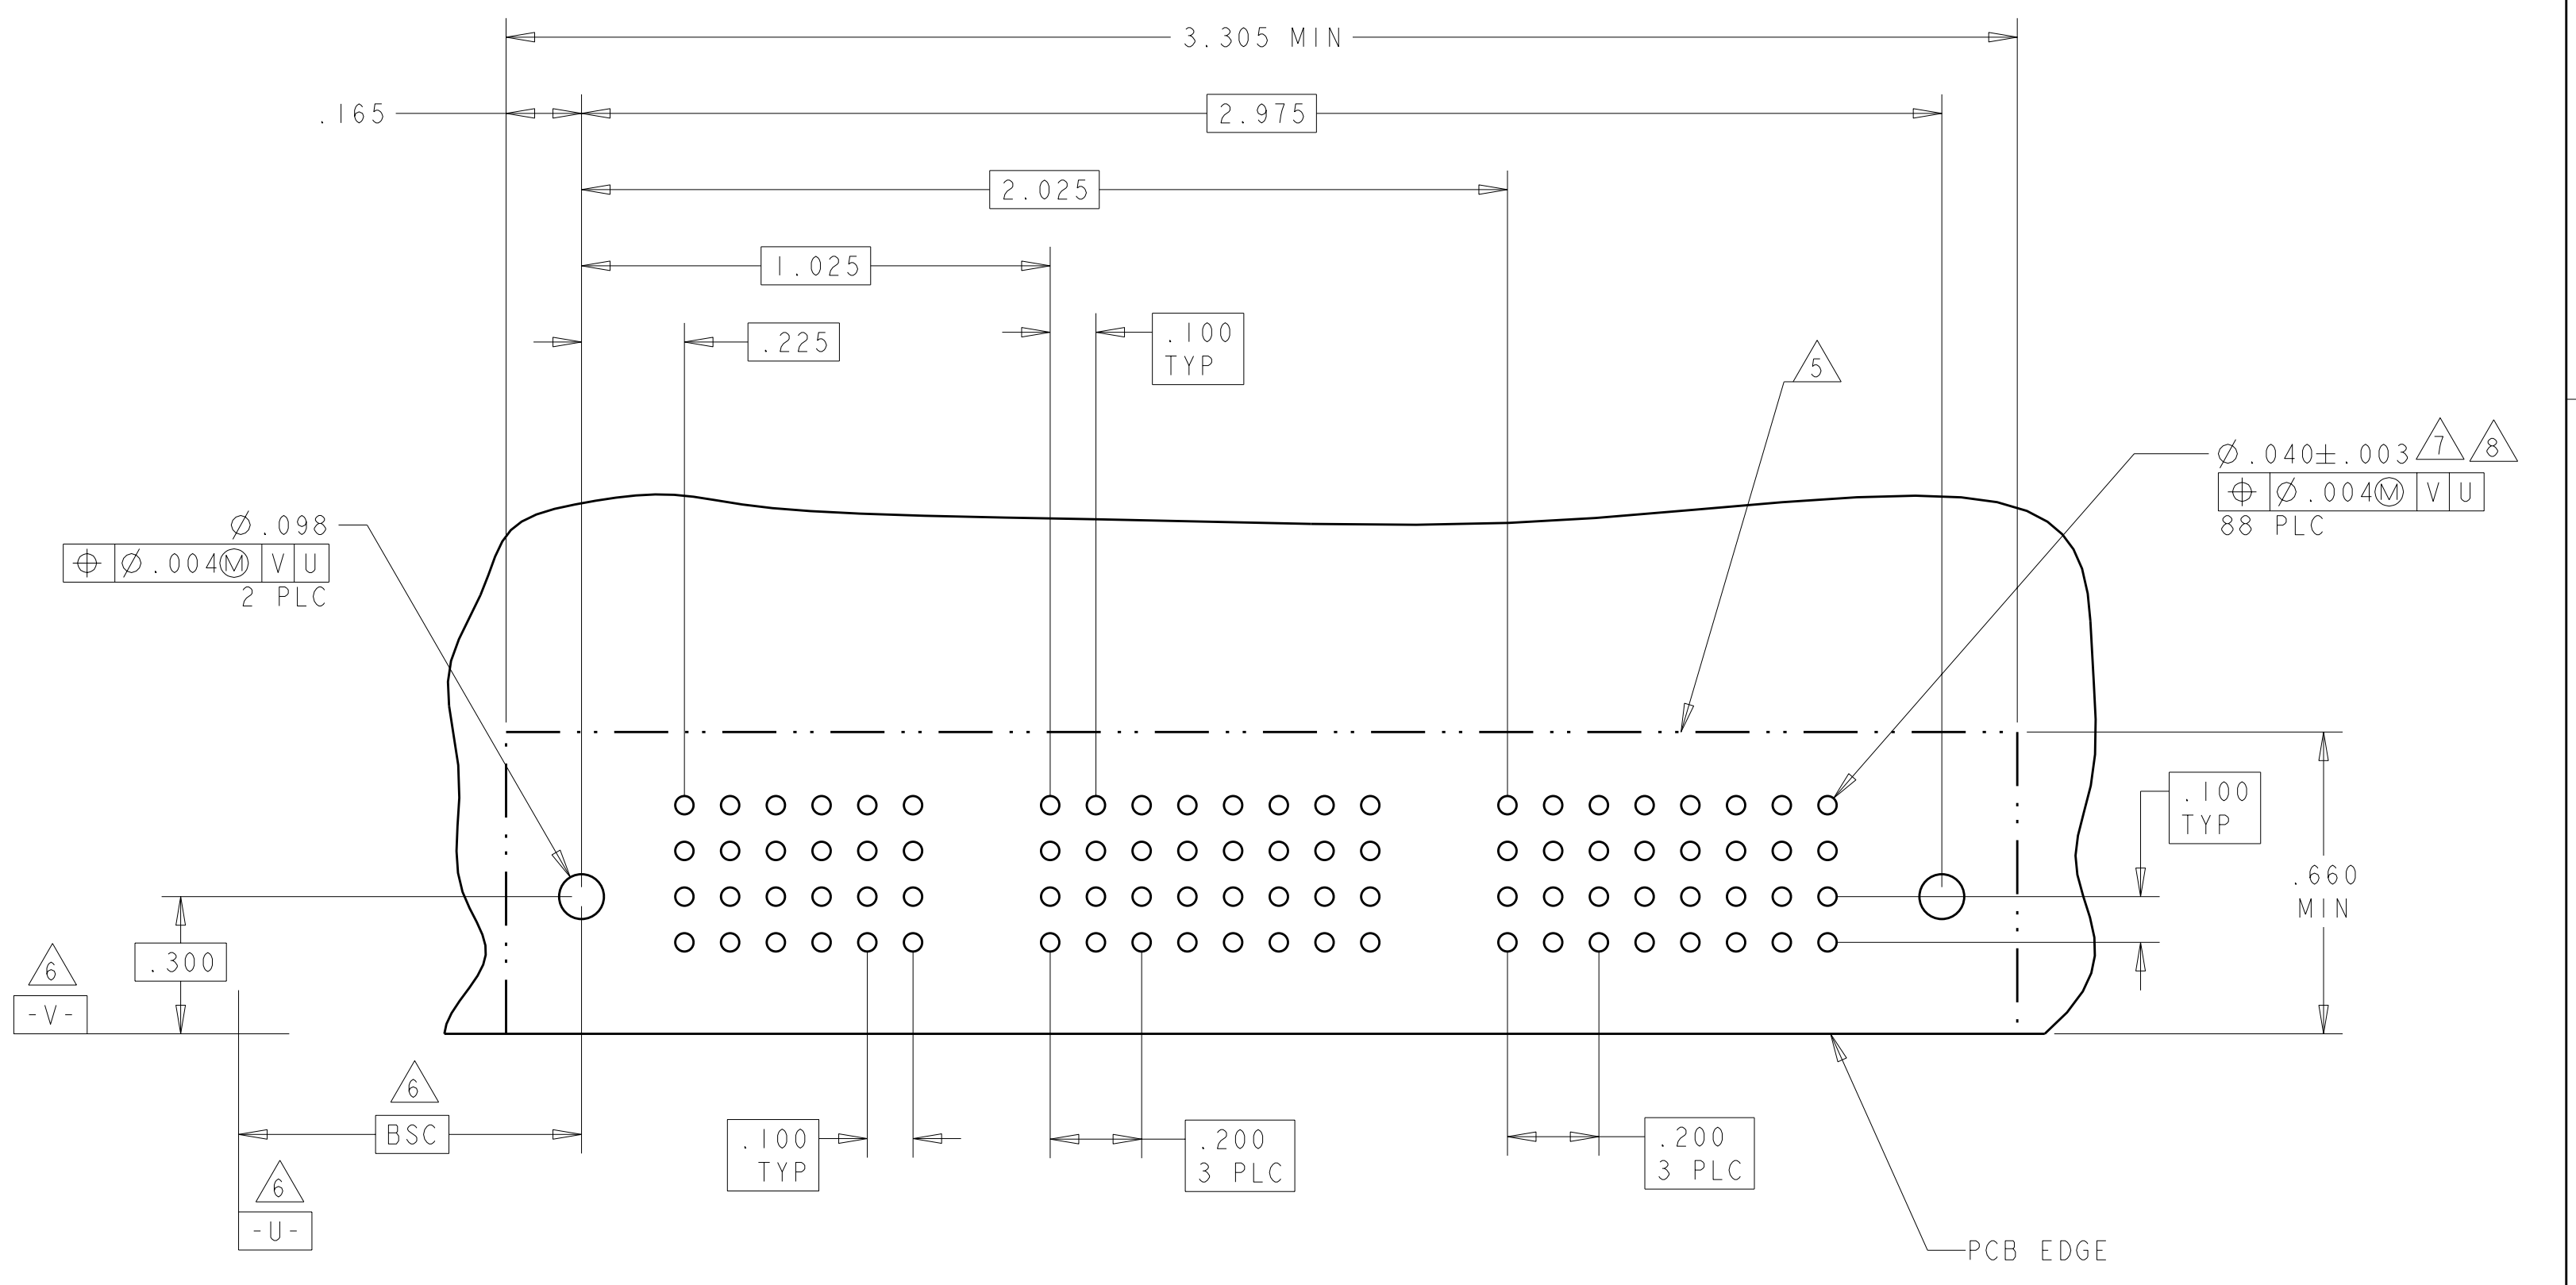 3.305 MIN
.165
2.975
2.025
1.025
.225
.100
TYP
5
Ø.040±.003 7 8
⌖ Ø.004Ⓜ V U
88 PLC
Ø.098
⌖ Ø.004Ⓜ V U
2 PLC
.100
TYP
.660
MIN
.300
6
-V-
6
BSC
6
-U-
.100
TYP
.200
3 PLC
.200
3 PLC
PCB EDGE